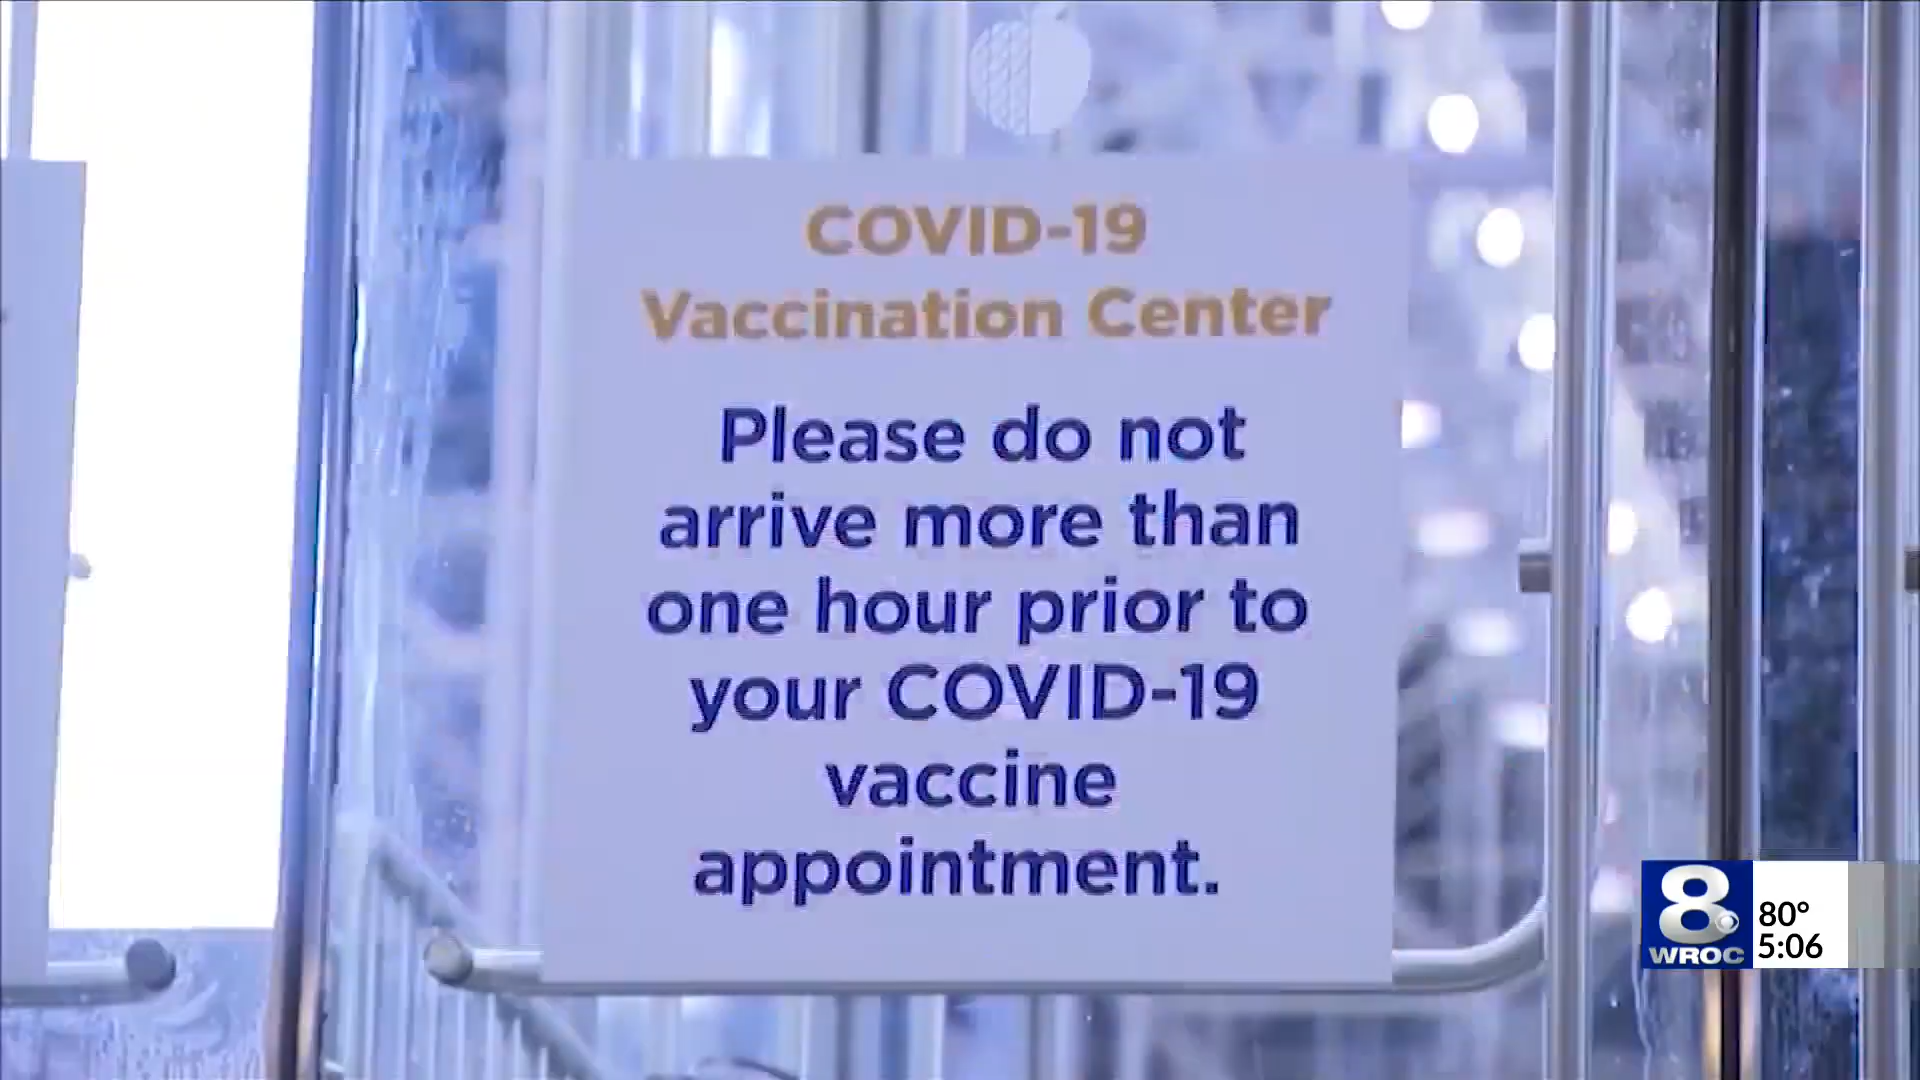 COVID-19
Vaccination Center
Please do not
arrive more than
one hour prior to
your COVID-19
vaccine
appointment.
8
WROC
80°
5:06